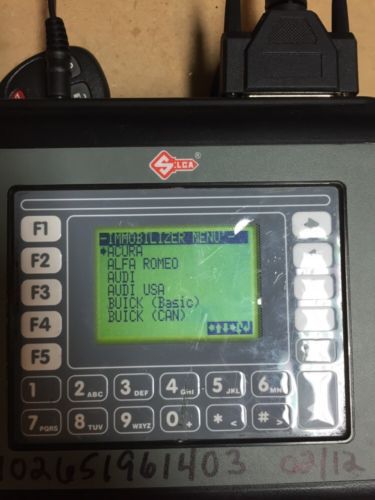 SILCA®
-IMMOBILIZER MENU-
*ACURA
ALFA ROMEO
AUDI
AUDI USA
BUICK (Basic)
BUICK (CAN)
F1
F2
F3
F4
F5
1 2ABC 3DEF 4GHI 5JKL 6MNO
7PQRS 8TUV 9WXYZ 0+ *< #>
102651961403 02/12